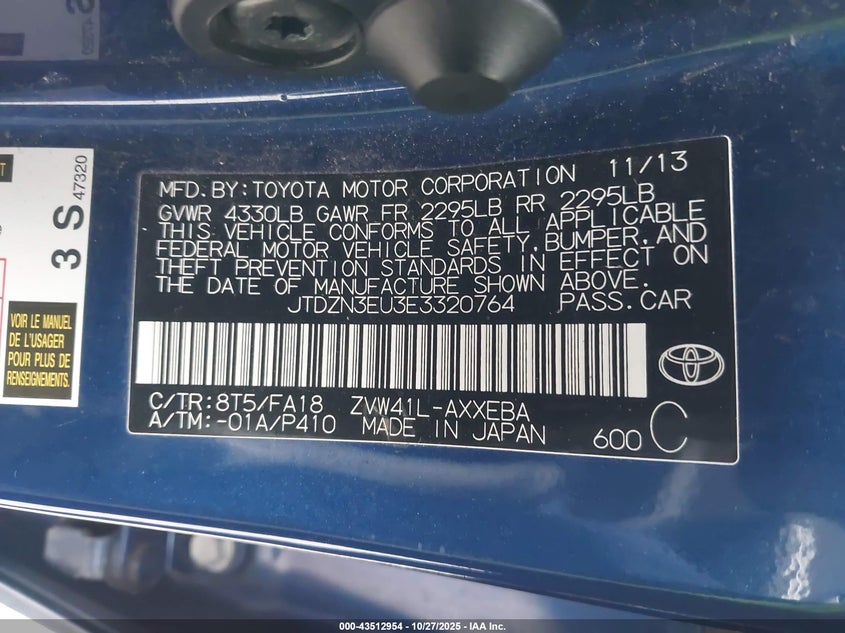 3 S
47320
VOIR LE MANUEL
DE L'USAGER
POUR PLUS DE
RENSEIGNEMENTS.
MFD.BY:TOYOTA MOTOR CORPORATION 11/13
GVWR 4330LB GAWR FR 2295LB RR 2295LB
THIS VEHICLE CONFORMS TO ALL APPLICABLE
FEDERAL MOTOR VEHICLE SAFETY,BUMPER,AND
THEFT PREVENTION STANDARDS IN EFFECT ON
THE DATE OF MANUFACTURE SHOWN ABOVE.
JTDZN3EU3E3320764 PASS.CAR
C/TR:8T5/FA18 ZVW41L-AXXEBA
A/TM:-01A/P410 MADE IN JAPAN 600 C
000-43512954 | 10/27/2025 | IAA Inc.